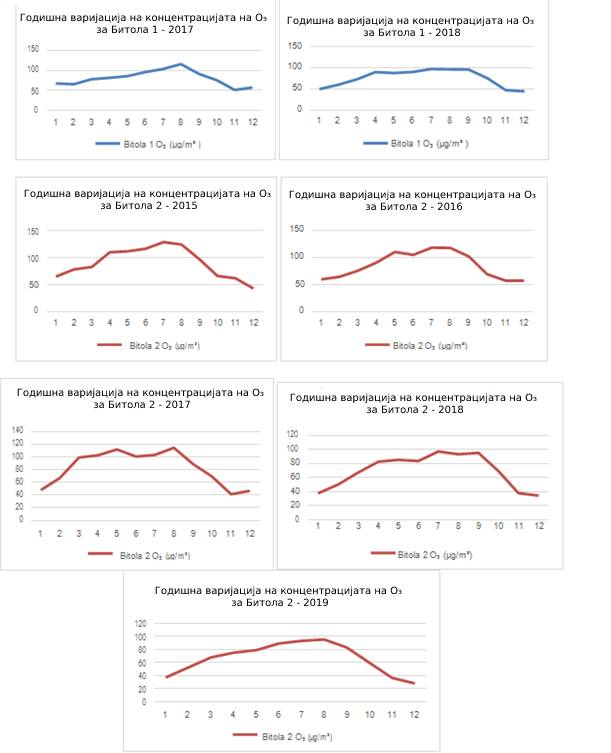 Годишна варијација на концентрацијата на O₃
за Битола 1 - 2017
150
100
50
0
1 2 3 4 5 6 7 8 9 10 11 12
Bitola 1 O₃ (µg/m³ )
Годишна варијација на концентрацијата на O₃
за Битола 1 - 2018
150
100
50
0
1 2 3 4 5 6 7 8 9 10 11 12
Bitola 1 O₃ (µg/m³ )
Годишна варијација на концентрацијата на O₃
за Битола 2 - 2015
150
100
50
0
1 2 3 4 5 6 7 8 9 10 11 12
Bitola 2 O₃ (µg/m³)
Годишна варијација на концентрацијата на O₃
за Битола 2 - 2016
150
100
50
0
1 2 3 4 5 6 7 8 9 10 11 12
Bitola 2 O₃ (µg/m³)
Годишна варијација на концентрацијата на O₃
за Битола 2 - 2017
140
120
100
80
60
40
20
0
1 2 3 4 5 6 7 8 9 10 11 12
Bitola 2 O₃ (µg/m³)
Годишна варијација на концентрацијата на O₃
за Битола 2 - 2018
120
100
80
60
40
20
0
1 2 3 4 5 6 7 8 9 10 11 12
Bitola 2 O₃ (µg/m³)
Годишна варијација на концентрацијата на O₃
за Битола 2 - 2019
120
100
80
60
40
20
0
1 2 3 4 5 6 7 8 9 10 11 12
Bitola 2 O₃ (µg/m³)